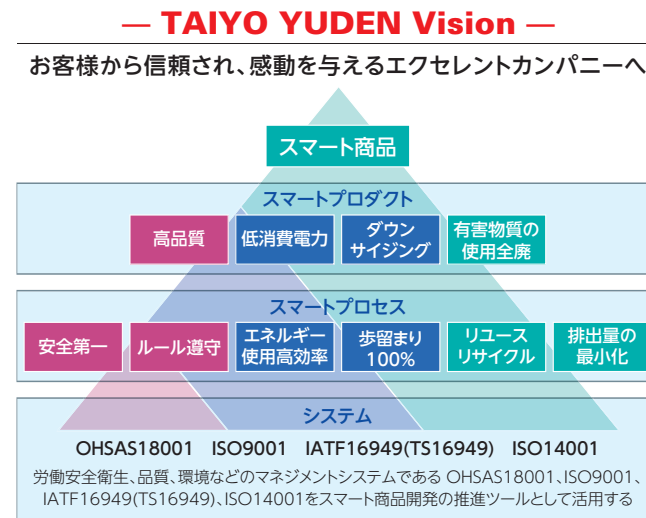 — TAIYO YUDEN Vision —
お客様から信頼され、感動を与えるエクセレントカンパニーへ
スマート商品
スマートプロダクト
高品質
低消費電力
ダウン
サイジング
有害物質の
使用全廃
スマートプロセス
安全第一
ルール遵守
エネルギー
使用高効率
歩留まり
100%
リユース
リサイクル
排出量の
最小化
システム
OHSAS18001 ISO9001 IATF16949(TS16949) ISO14001
労働安全衛生、品質、環境などのマネジメントシステムである OHSAS18001、ISO9001、
IATF16949(TS16949)、ISO14001をスマート商品開発の推進ツールとして活用する